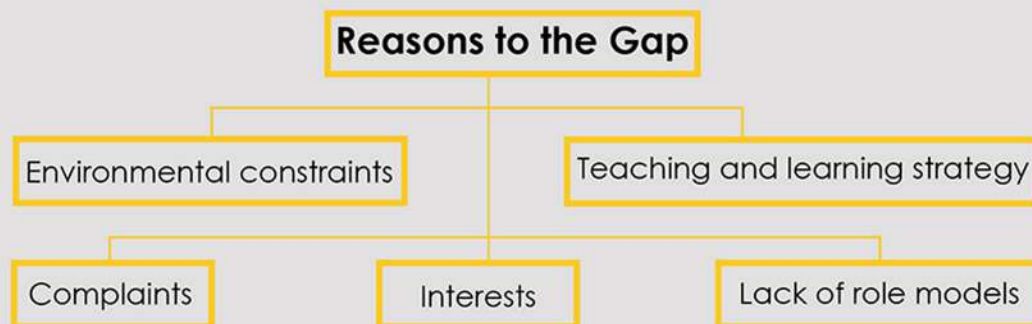 Reasons to the Gap
Environmental constraints
Teaching and learning strategy
Complaints
Interests
Lack of role models